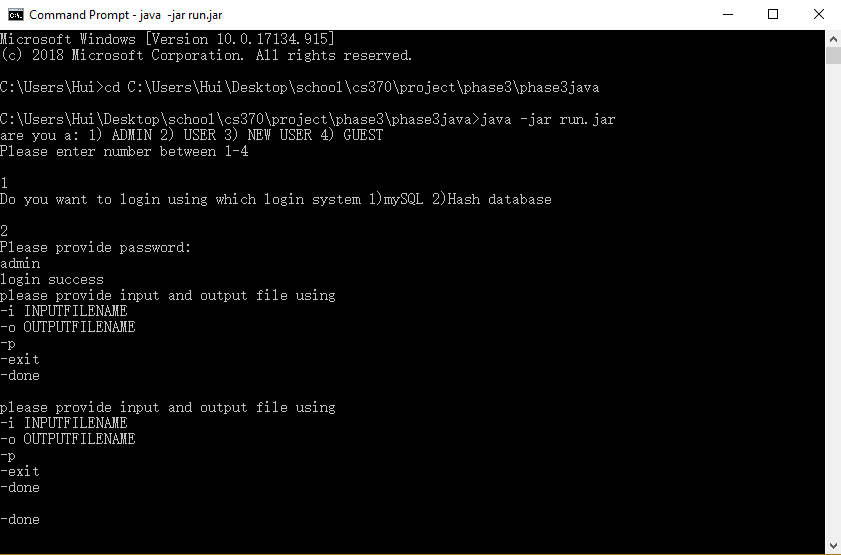 Command Prompt - java  -jar run.jar
Microsoft Windows [Version 10.0.17134.915]
(c) 2018 Microsoft Corporation. All rights reserved.
C:\Users\Hui>cd C:\Users\Hui\Desktop\school\cs370\project\phase3\phase3java
C:\Users\Hui\Desktop\school\cs370\project\phase3\phase3java>java -jar run.jar
are you a: 1) ADMIN 2) USER 3) NEW USER 4) GUEST
Please enter number between 1-4
1
Do you want to login using which login system 1)mySQL 2)Hash database
2
Please provide password:
admin
login success
please provide input and output file using
-i INPUTFILENAME
-o OUTPUTFILENAME
-p
-exit
-done
please provide input and output file using
-i INPUTFILENAME
-o OUTPUTFILENAME
-p
-exit
-done
-done